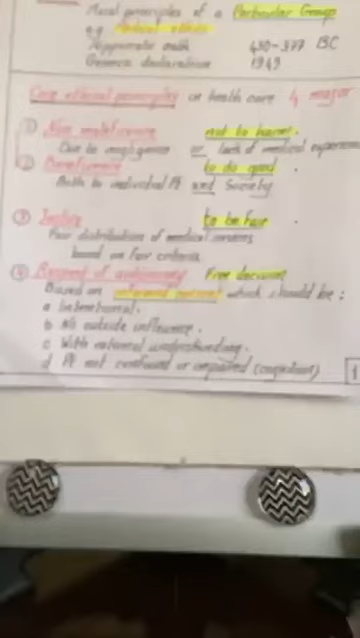 Moral principles of a Particular Group
e.g Medical ethics
Hippocratic oath 450-377 BC
Geneva declaration 1949
Core ethical principles in health care 4 major
① Non maleficence not to harm.
Due to negligence or lack of medical experience
② Beneficence to do good.
Both to individual Pt and Society
③ Justice to be fair.
Fair distribution of medical
based on fair criteria
④ Respect of autonomy Free decision
Based on informed consent which should be:
a Intentional.
b No outside influence.
c With rational understanding.
d Pt not confused or impaired (cognition)
1